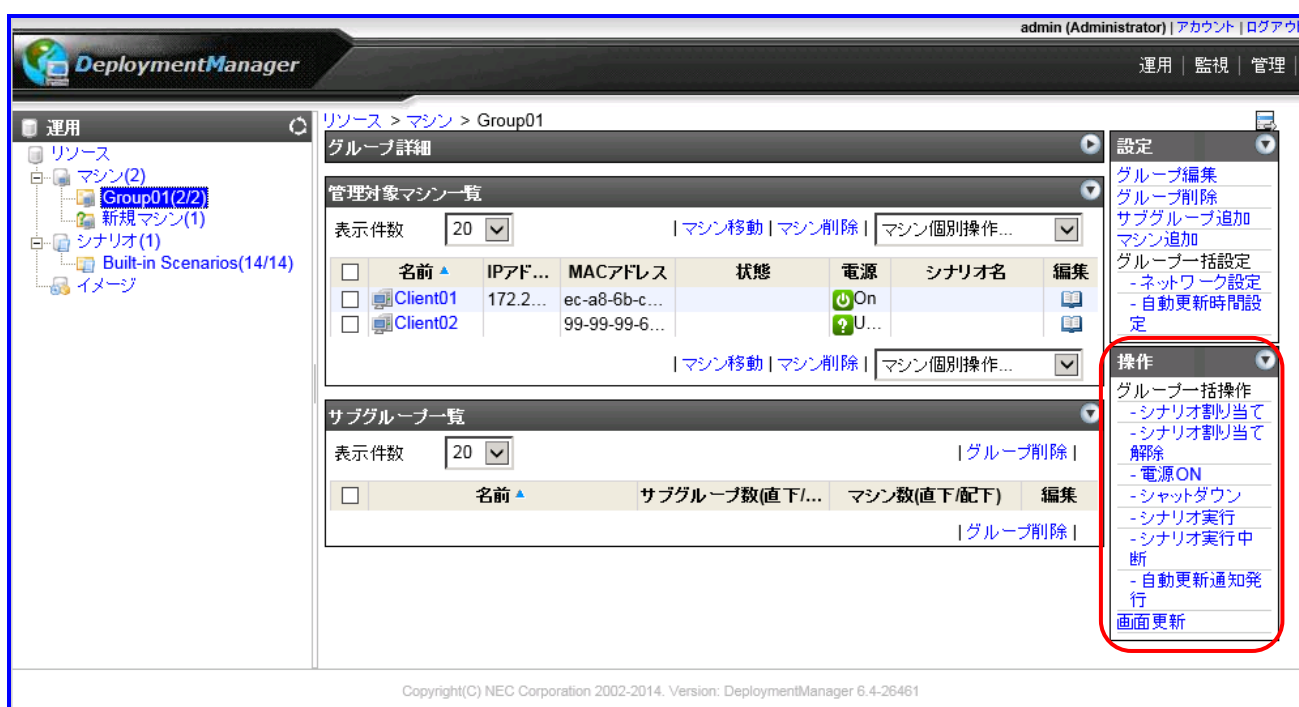 admin (Administrator) | アカウント | ログアウ
DeploymentManager
運用 | 監視 | 管理 |
運用
リソース
マシン(2)
Group01(2/2)
新規マシン(1)
シナリオ(1)
Built-in Scenarios(14/14)
イメージ
リソース > マシン > Group01
グループ詳細
管理対象マシン一覧
表示件数 20 | マシン移動 | マシン削除 | マシン個別操作...
名前 IPアド... MACアドレス 状態 電源 シナリオ名 編集
Client01 172.2... ec-a8-6b-c... On
Client02 99-99-99-6... U...
| マシン移動 | マシン削除 | マシン個別操作...
サブグループ一覧
表示件数 20 | グループ削除 |
名前 サブグループ数(直下/... マシン数(直下/配下) 編集
| グループ削除 |
設定
グループ編集
グループ削除
サブグループ追加
マシン追加
グループ一括設定
- ネットワーク設定
- 自動更新時間設
定
操作
グループ一括操作
- シナリオ割り当て
- シナリオ割り当て
解除
- 電源ON
- シャットダウン
- シナリオ実行
- シナリオ実行中
断
- 自動更新通知発
行
画面更新
Copyright(C) NEC Corporation 2002-2014. Version: DeploymentManager 6.4-26461